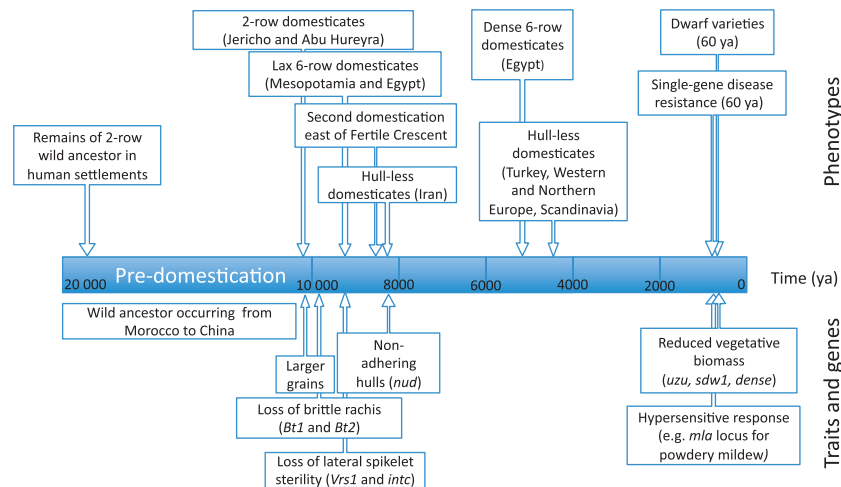 2-row domesticates
(Jericho and Abu Hureyra)
Lax 6-row domesticates
(Mesopotamia and Egypt)
Second domestication
east of Fertile Crescent
Hull-less
domesticates (Iran)
Remains of 2-row
wild ancestor in
human settlements
Dense 6-row
domesticates
(Egypt)
Hull-less
domesticates
(Turkey, Western
and Northern
Europe, Scandinavia)
Dwarf varieties
(60 ya)
Single-gene disease
resistance (60 ya)
Phenotypes
Pre-domestication
20 000
10 000
8000
6000
4000
2000
0
Time (ya)
Wild ancestor occurring from
Morocco to China
Larger
grains
Non-
adhering
hulls (nud)
Loss of brittle rachis
(Bt1 and Bt2)
Loss of lateral spikelet
sterility (Vrs1 and intc)
Reduced vegetative
biomass
(uzu, sdw1, dense)
Hypersensitive response
(e.g. mla locus for
powdery mildew)
Traits and genes